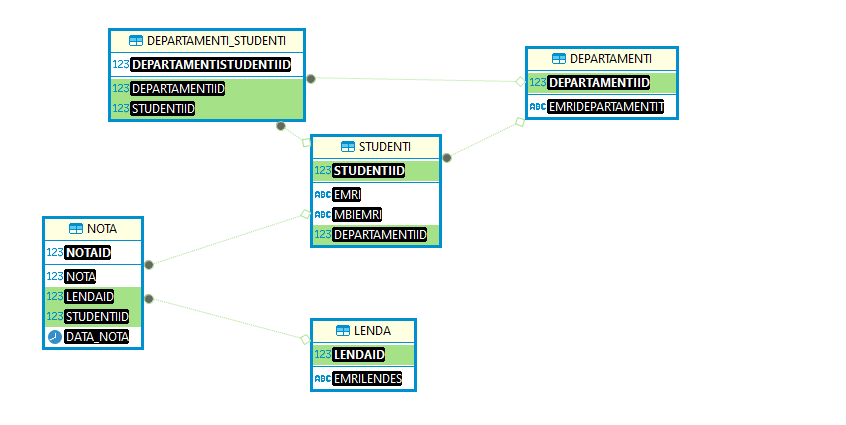 DEPARTAMENTI_STUDENTI
123 DEPARTAMENTISTUDENTIID
123 DEPARTAMENTIID
123 STUDENTIID
DEPARTAMENTI
123 DEPARTAMENTIID
ABC EMRIDEPARTAMENTIT
STUDENTI
123 STUDENTIID
ABC EMRI
ABC MBIEMRI
123 DEPARTAMENTIID
NOTA
123 NOTAID
123 NOTA
123 LENDAID
123 STUDENTIID
DATA_NOTA
LENDA
123 LENDAID
ABC EMRILENDES